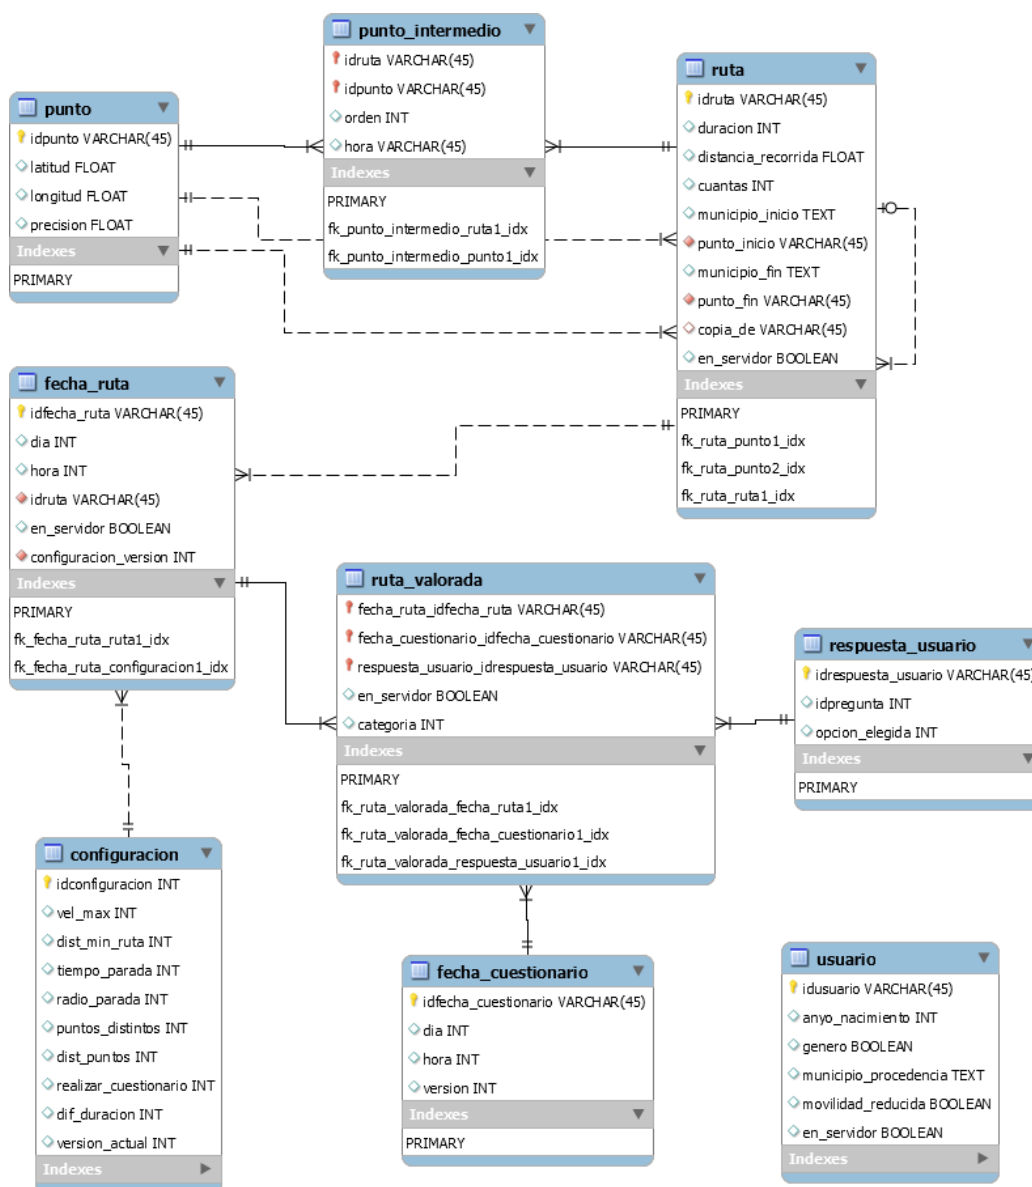 punto_intermedio
idruta VARCHAR(45)
idpunto VARCHAR(45)
orden INT
hora VARCHAR(45)
Indexes
PRIMARY
fk_punto_intermedio_ruta1_idx
fk_punto_intermedio_punto1_idx
ruta
idruta VARCHAR(45)
duracion INT
distancia_recorrida FLOAT
cuantas INT
municipio_inicio TEXT
punto_inicio VARCHAR(45)
municipio_fin TEXT
punto_fin VARCHAR(45)
copia_de VARCHAR(45)
en_servidor BOOLEAN
Indexes
PRIMARY
fk_ruta_punto1_idx
fk_ruta_punto2_idx
fk_ruta_ruta1_idx
punto
idpunto VARCHAR(45)
latitud FLOAT
longitud FLOAT
precision FLOAT
Indexes
PRIMARY
fecha_ruta
idfecha_ruta VARCHAR(45)
dia INT
hora INT
idruta VARCHAR(45)
en_servidor BOOLEAN
configuracion_version INT
Indexes
PRIMARY
fk_fecha_ruta_ruta1_idx
fk_fecha_ruta_configuracion1_idx
ruta_valorada
fecha_ruta_idfecha_ruta VARCHAR(45)
fecha_cuestionario_idfecha_cuestionario VARCHAR(45)
respuesta_usuario_idrespuesta_usuario VARCHAR(45)
en_servidor BOOLEAN
categoria INT
Indexes
PRIMARY
fk_ruta_valorada_fecha_ruta1_idx
fk_ruta_valorada_fecha_cuestionario1_idx
fk_ruta_valorada_respuesta_usuario1_idx
respuesta_usuario
idrespuesta_usuario VARCHAR(45)
idpregunta INT
opcion_elegida INT
Indexes
PRIMARY
configuracion
idconfiguracion INT
vel_max INT
dist_min_ruta INT
tiempo_parada INT
radio_parada INT
puntos_distintos INT
dist_puntos INT
realizar_cuestionario INT
dif_duracion INT
version_actual INT
Indexes
fecha_cuestionario
idfecha_cuestionario VARCHAR(45)
dia INT
hora INT
version INT
Indexes
PRIMARY
usuario
idusuario VARCHAR(45)
anyo_nacimiento INT
genero BOOLEAN
municipio_procedencia TEXT
movilidad_reducida BOOLEAN
en_servidor BOOLEAN
Indexes